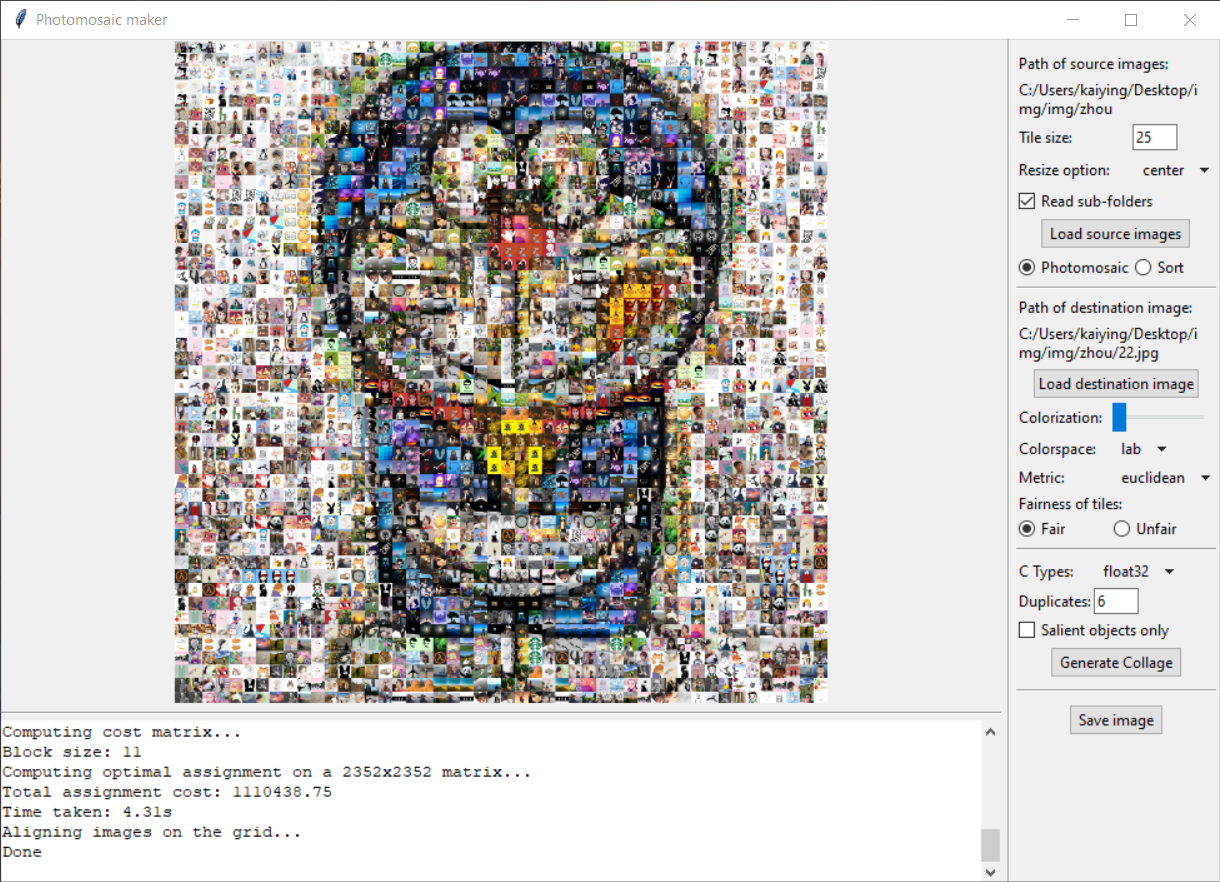 Photomosaic maker
Path of source images:
C:/Users/kaiying/Desktop/i
mg/img/zhou
Tile size: 25
Resize option: center
Read sub-folders
Load source images
Photomosaic Sort
Path of destination image:
C:/Users/kaiying/Desktop/i
mg/img/zhou/22.jpg
Load destination image
Colorization:
Colorspace: lab
Metric: euclidean
Fairness of tiles:
Fair Unfair
C Types: float32
Duplicates: 6
Salient objects only
Generate Collage
Save image
Computing cost matrix...
Block size: 11
Computing optimal assignment on a 2352x2352 matrix...
Total assignment cost: 1110438.75
Time taken: 4.31s
Aligning images on the grid...
Done